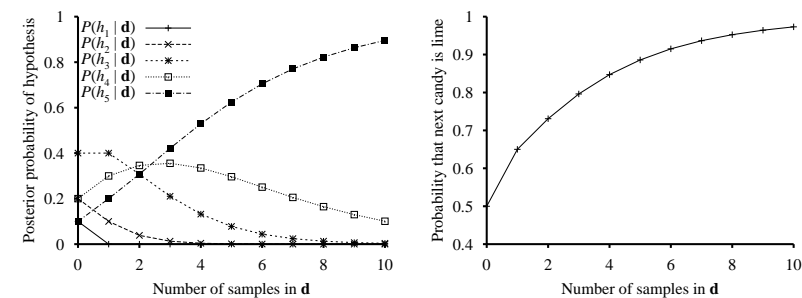 Posterior probability of hypothesis
1
0.8
0.6
0.4
0.2
0
P(h1 | d)
P(h2 | d)
P(h3 | d)
P(h4 | d)
P(h5 | d)
0 2 4 6 8 10
Number of samples in d
Probability that next candy is lime
1
0.9
0.8
0.7
0.6
0.5
0.4
0 2 4 6 8 10
Number of samples in d